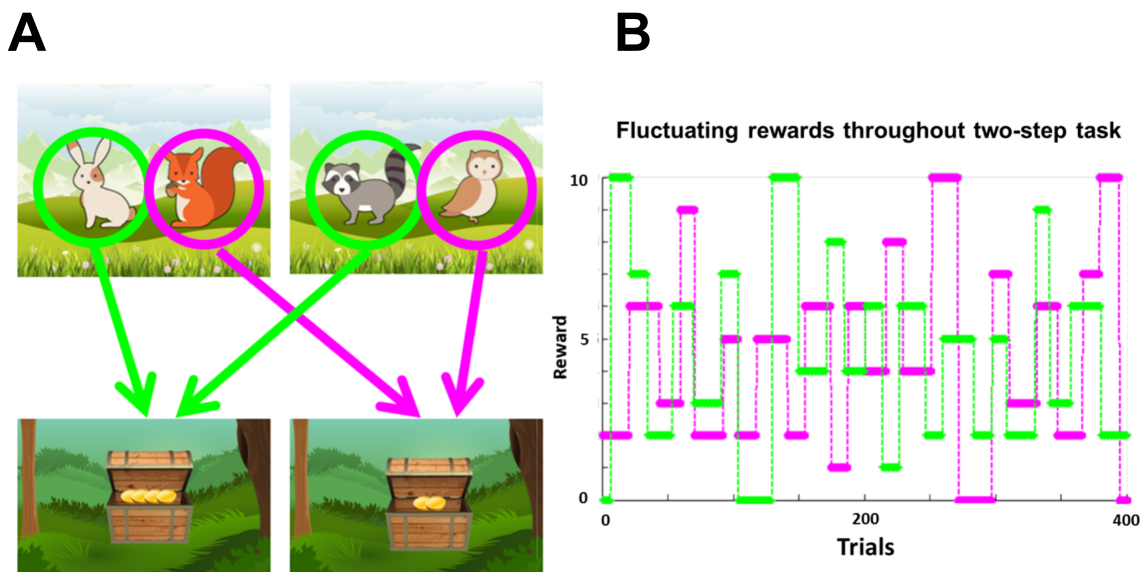 A
B
Fluctuating rewards throughout two-step task
10
5
0
Reward
0
200
400
Trials